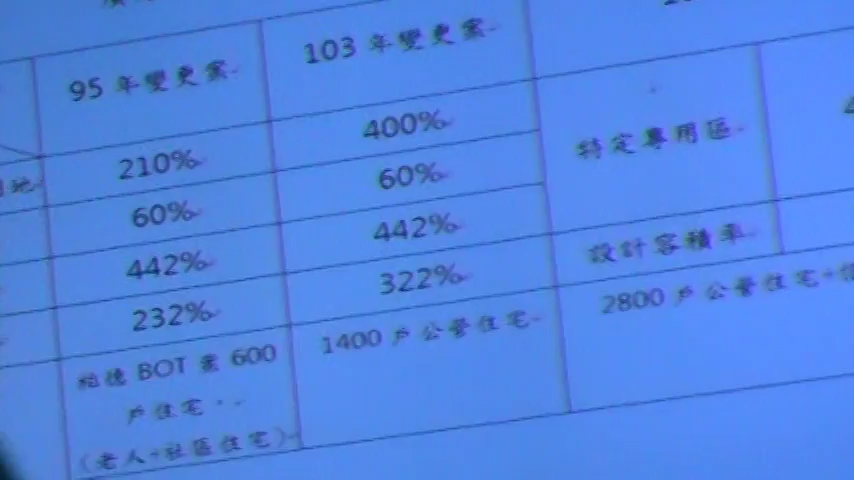 95 年變更案
103 年變更案
210%
400%
特定專用區
60%
60%
442%
442%
設計容積率
232%
322%
BOT 案 600
戶住宅。
(老人+社區住宅)
1400 戶公營住宅
2800 戶公營住宅+